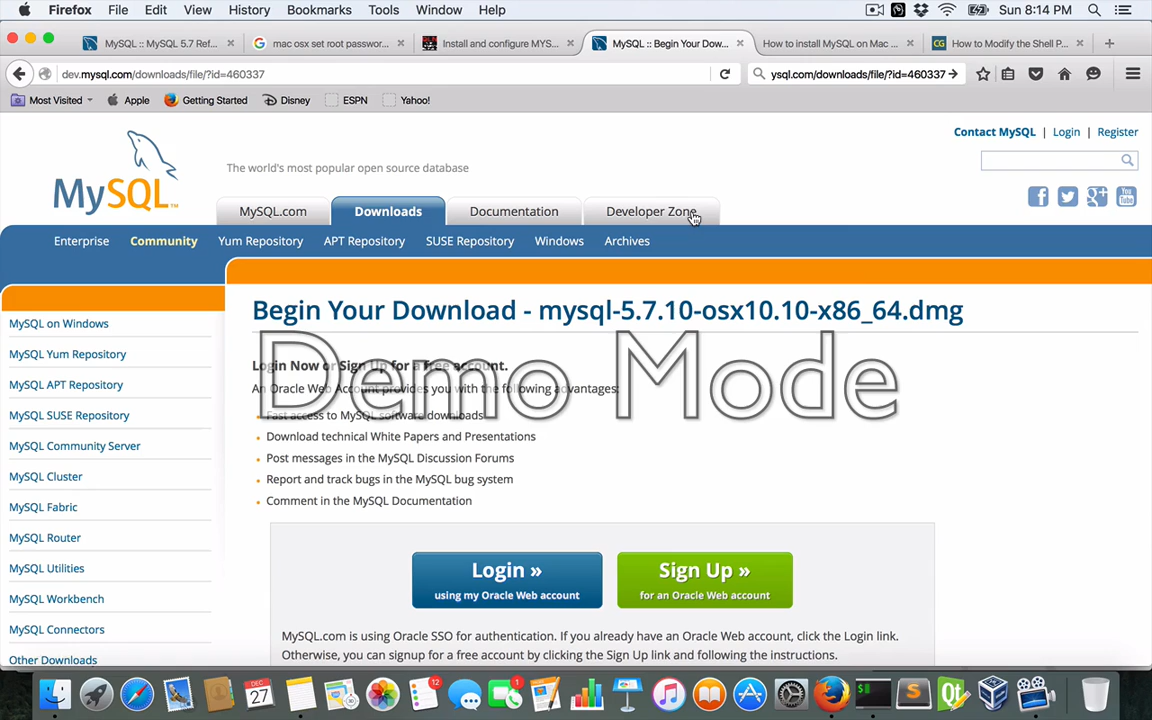 Firefox File Edit View History Bookmarks Tools Window Help Sun 8:14 PM
MySQL :: MySQL 5.7 Ref... mac osx set root passwor... Install and configure MYS... MySQL :: Begin Your Dow... How to install MySQL on Mac ... CG How to Modify the Shell P...
dev.mysql.com/downloads/file/?id=460337 ysql.com/downloads/file/?id=460337
Most Visited Apple Getting Started Disney ESPN Yahoo!
Contact MySQL | Login | Register
The world's most popular open source database
MySQL™
MySQL.com Downloads Documentation Developer Zone
Enterprise Community Yum Repository APT Repository SUSE Repository Windows Archives
Begin Your Download - mysql-5.7.10-osx10.10-x86_64.dmg
Demo Mode
Login Now or Sign Up for a free account.
An Oracle Web Account provides you with the following advantages:
Fast access to MySQL software downloads
Download technical White Papers and Presentations
Post messages in the MySQL Discussion Forums
Report and track bugs in the MySQL bug system
Comment in the MySQL Documentation
Login »
using my Oracle Web account
Sign Up »
for an Oracle Web account
MySQL.com is using Oracle SSO for authentication. If you already have an Oracle Web account, click the Login link.
Otherwise, you can signup for a free account by clicking the Sign Up link and following the instructions.
MySQL on Windows
MySQL Yum Repository
MySQL APT Repository
MySQL SUSE Repository
MySQL Community Server
MySQL Cluster
MySQL Fabric
MySQL Router
MySQL Utilities
MySQL Workbench
MySQL Connectors
Other Downloads
DEC
27
12
1